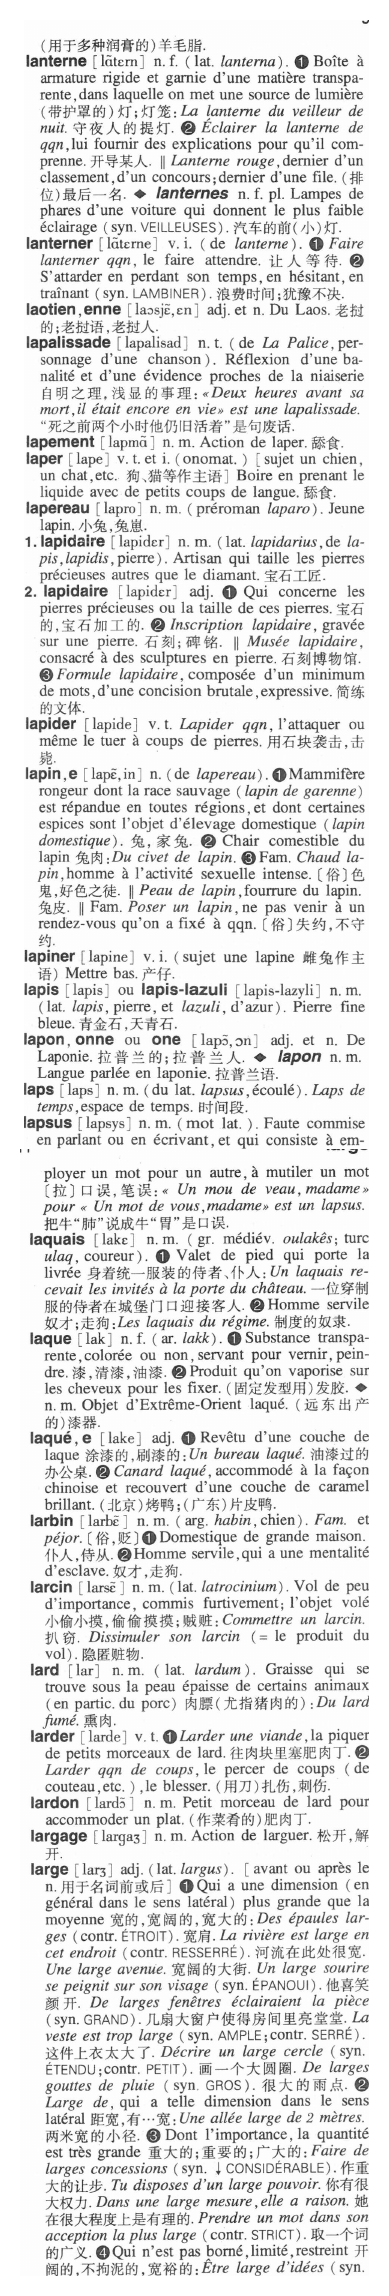 (用于多种润膏的)羊毛脂.
lanterne [lɑ̃tɛrn] n. f. (lat. lanterna). ❶ Boîte à
armature rigide et garnie d'une matière transpa-
rente, dans laquelle on met une source de lumière
(带护罩的)灯;灯笼: La lanterne du veilleur de
nuit. 守夜人的提灯. ❷ Éclairer la lanterne de
qqn, lui fournir des explications pour qu'il com-
prenne. 开导某人. ‖ Lanterne rouge, dernier d'un
classement, d'un concours; dernier d'une file. (排
位)最后一名. ◆ lanternes n. f. pl. Lampes de
phares d'une voiture qui donnent le plus faible
éclairage (syn. VEILLEUSES). 汽车的前(小)灯.
lanterner [lɑ̃tɛrne] v. i. (de lanterne). ❶ Faire
lanterner qqn, le faire attendre. 让人等待. ❷
S'attarder en perdant son temps, en hésitant, en
traînant (syn. LAMBINER). 浪费时间;犹豫不决.
laotien, enne [laɔsjɛ̃, ɛn] adj. et n. Du Laos. 老挝
的;老挝语,老挝人.
lapalissade [lapalisad] n. t. (de La Palice, per-
sonnage d'une chanson). Réflexion d'une ba-
nalité et d'une évidence proches de la niaiserie
自明之理,浅显的事理: «Deux heures avant sa
mort, il était encore en vie» est une lapalissade.
“死之前两个小时他仍旧活着”是句废话.
lapement [lapmɑ̃] n. m. Action de laper. 舔食.
laper [lape] v. t. et i. (onomat.) [sujet un chien,
un chat, etc. 狗、猫等作主语] Boire en prenant le
liquide avec de petits coups de langue. 舔食.
lapereau [lapro] n. m. (préroman laparo). Jeune
lapin. 小兔,兔崽.
1. lapidaire [lapidɛr] n. m. (lat. lapidarius, de la-
pis, lapidis, pierre). Artisan qui taille les pierres
précieuses autres que le diamant. 宝石工匠.
2. lapidaire [lapidɛr] adj. ❶ Qui concerne les
pierres précieuses ou la taille de ces pierres. 宝石
的,宝石加工的. ❷ Inscription lapidaire, gravée
sur une pierre. 石刻;碑铭. ‖ Musée lapidaire,
consacré à des sculptures en pierre. 石刻博物馆.
❸ Formule lapidaire, composée d'un minimum
de mots, d'une concision brutale, expressive. 简练
的文体.
lapider [lapide] v. t. Lapider qqn, l'attaquer ou
même le tuer à coups de pierres. 用石块袭击,击
毙.
lapin, e [lapɛ̃, in] n. (de lapereau). ❶ Mammifère
rongeur dont la race sauvage (lapin de garenne)
est répandue en toutes régions, et dont certaines
espices sont l'objet d'élevage domestique (lapin
domestique). 兔,家兔. ❷ Chair comestible du
lapin 兔肉: Du civet de lapin. ❸ Fam. Chaud la-
pin, homme à l'activité sexuelle intense. 〔俗〕色
鬼,好色之徒. ‖ Peau de lapin, fourrure du lapin.
兔皮. ‖ Fam. Poser un lapin, ne pas venir à un
rendez-vous qu'on a fixé à qqn. 〔俗〕失约,不守
约.
lapiner [lapine] v. i. (sujet une lapine 雌兔作主
语) Mettre bas. 产仔.
lapis [lapis] ou lapis-lazuli [lapis-lazyli] n. m.
(lat. lapis, pierre, et lazuli, d'azur). Pierre fine
bleue. 青金石,天青石.
lapon, onne ou one [lapɔ̃, ɔn] adj. et n. De
Laponie. 拉普兰的;拉普兰人. ◆ lapon n. m.
Langue parlée en laponie. 拉普兰语.
laps [laps] n. m. (du lat. lapsus, écoulé). Laps de
temps, espace de temps. 时间段.
lapsus [lapsys] n. m. (mot lat.). Faute commise
en parlant ou en écrivant, et qui consiste à em-
ployer un mot pour un autre, à mutiler un mot
[拉] 口误,笔误: « Un mou de veau, madame»
pour « Un mot de vous, madame» est un lapsus.
把牛“肺”说成牛“胃”是口误.
laquais [lakɛ] n. m. (gr. médiév. oulakês; turc
ulaq, coureur). ❶ Valet de pied qui porte la
livrée 身着统一服装的侍者、仆人: Un laquais re-
cevait les invités à la porte du château. 一位穿制
服的侍者在城堡门口迎接客人. ❷ Homme servile
奴才;走狗: Les laquais du régime. 制度的奴隶.
laque [lak] n. f. (ar. lakk). ❶ Substance transpa-
rente, colorée ou non, servant pour vernir, pein-
dre. 漆,清漆,油漆. ❷ Produit qu'on vaporise sur
les cheveux pour les fixer. (固定发型用)发胶. ◆
n. m. Objet d'Extrême-Orient laqué. (远东出产
的)漆器.
laqué, e [lake] adj. ❶ Revêtu d'une couche de
laque 涂漆的,刷漆的: Un bureau laqué. 油漆过的
办公桌. ❷ Canard laqué, accommodé à la façon
chinoise et recouvert d'une couche de caramel
brillant. (北京)烤鸭;(广东)片皮鸭.
larbin [larbɛ̃] n. m. (arg. habin, chien). Fam. et
péjor. 〔俗,贬〕❶ Domestique de grande maison.
仆人,侍从. ❷ Homme servile, qui a une mentalité
d'esclave. 奴才,走狗.
larcin [larsɛ̃] n. m. (lat. latrocinium). Vol de peu
d'importance, commis furtivement; l'objet volé
小偷小摸,偷偷摸摸;贼赃: Commettre un larcin.
扒窃. Dissimuler son larcin (= le produit du
vol). 隐匿赃物.
lard [lar] n. m. (lat. lardum). Graisse qui se
trouve sous la peau épaisse de certains animaux
(en partic. du porc) 肉膘(尤指猪肉的): Du lard
fumé. 熏肉.
larder [larde] v. t. ❶ Larder une viande, la piquer
de petits morceaux de lard. 往肉块里塞肥肉丁. ❷
Larder qqn de coups, le percer de coups (de
couteau, etc.), le blesser. (用刀)扎伤,刺伤.
lardon [lardɔ̃] n. m. Petit morceau de lard pour
accommoder un plat. (作菜肴的)肥肉丁.
largage [largaʒ] n. m. Action de larguer. 松开,解
开.
large [larʒ] adj. (lat. largus). [avant ou après le
n. 用于名词前或后] ❶ Qui a une dimension (en
général dans le sens latéral) plus grande que la
moyenne 宽的,宽阔的,宽大的: Des épaules lar-
ges (contr. ÉTROIT). 宽肩. La rivière est large en
cet endroit (contr. RESSERRÉ). 河流在此处很宽.
Une large avenue. 宽阔的大街. Un large sourire
se peignit sur son visage (syn. ÉPANOUI). 他喜笑
颜开. De larges fenêtres éclairaient la pièce
(syn. GRAND). 几扇大窗户使得房间里亮堂堂. La
veste est trop large (syn. AMPLE; contr. SERRÉ).
这件上衣太大了. Décrire un large cercle (syn.
ÉTENDU; contr. PETIT). 画一个大圆圈. De larges
gouttes de pluie (syn. GROS). 很大的雨点. ❷
Large de, qui a telle dimension dans le sens
latéral 距宽,有…宽: Une allée large de 2 mètres.
两米宽的小径. ❸ Dont l'importance, la quantité
est très grande 重大的;重要的;广大的: Faire de
larges concessions (syn. ↓CONSIDÉRABLE). 作重
大的让步. Tu disposes d'un large pouvoir. 你有很
大权力. Dans une large mesure, elle a raison. 她
在很大程度上是有理的. Prendre un mot dans son
acception la plus large (contr. STRICT). 取一个词
的广义. ❹ Qui n'est pas borné, limité, restreint 开
阔的,不拘泥的,宽裕的: Être large d'idées (syn.